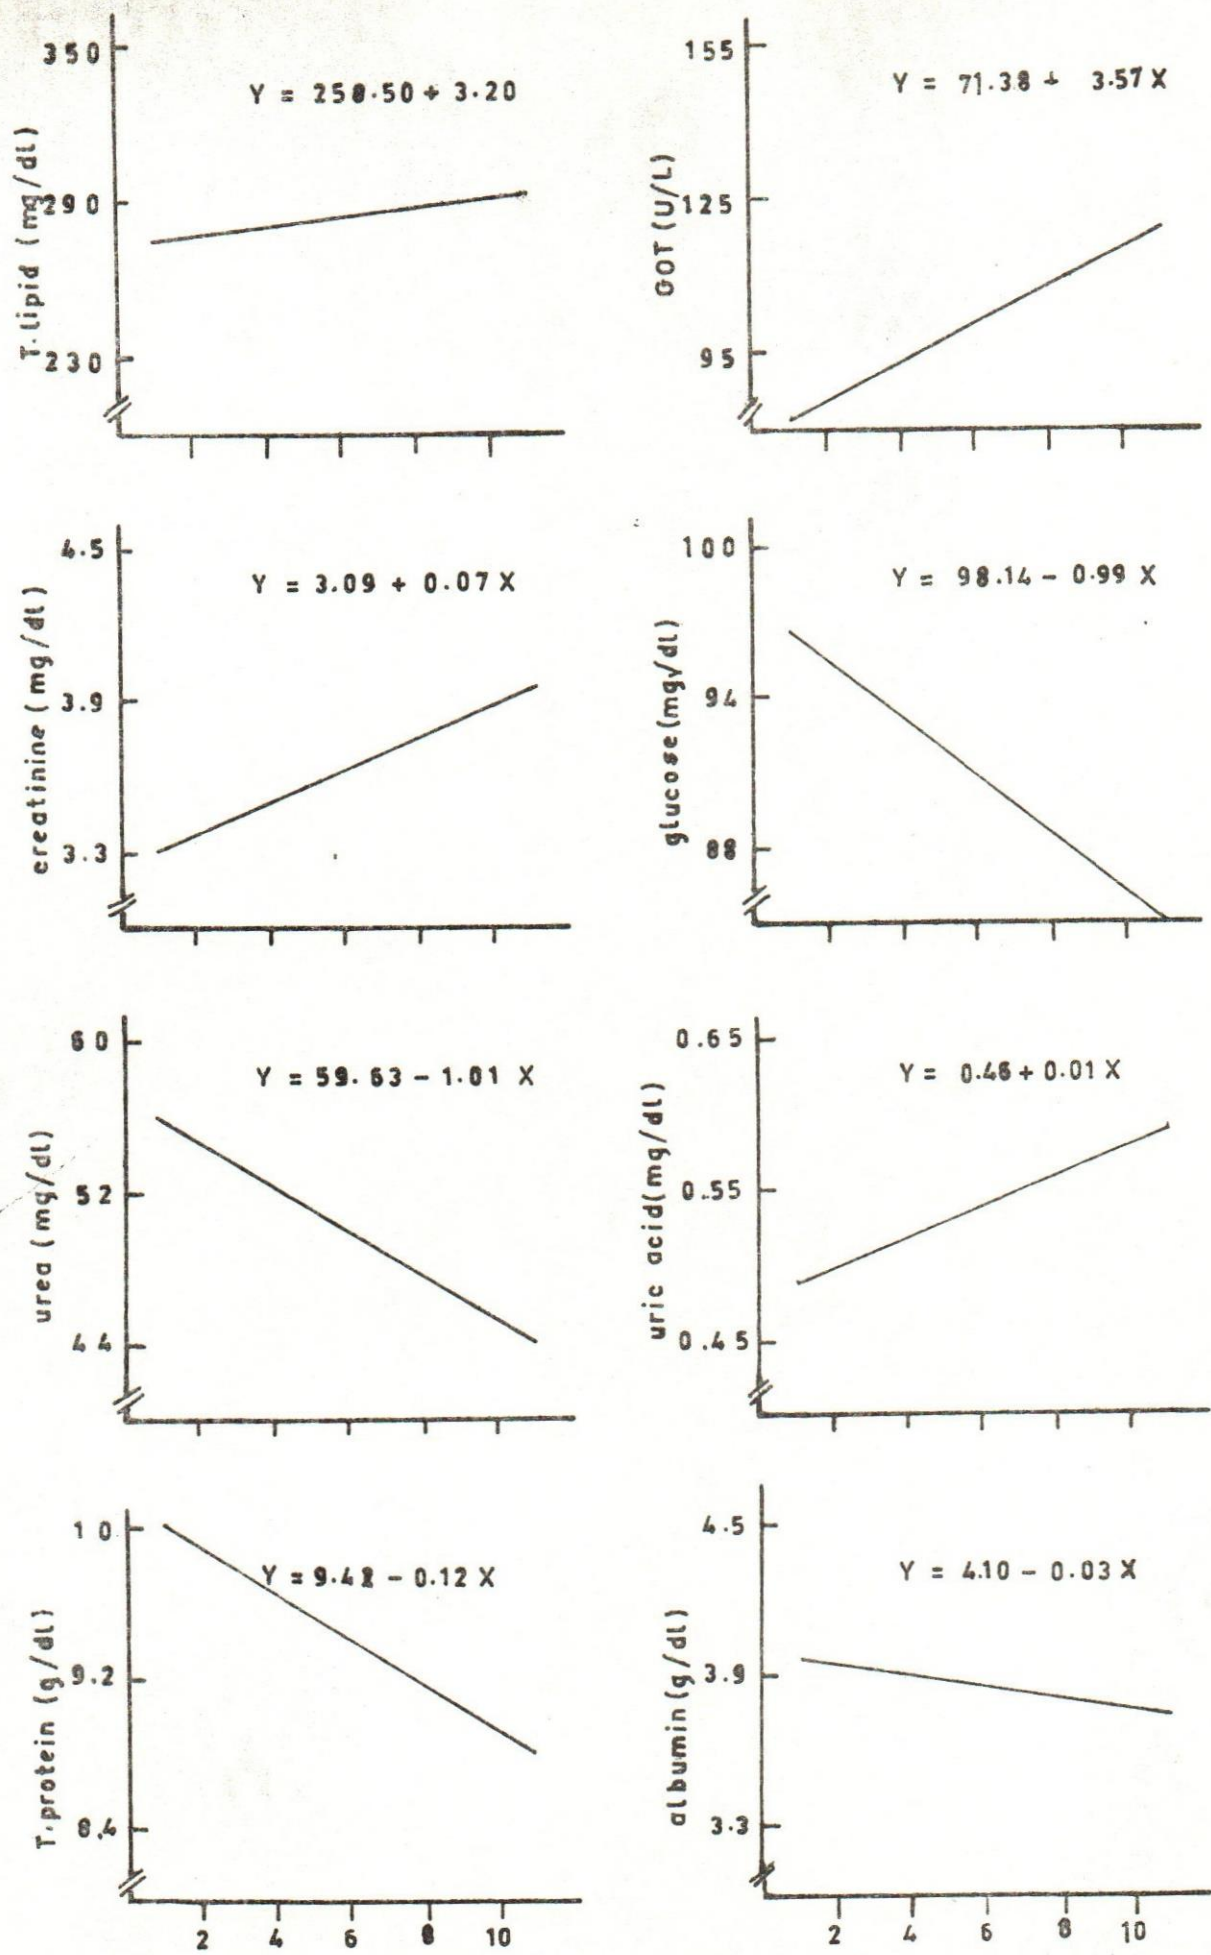 350
Y = 258.50 + 3.20
T. lipid (mg/dl)
290
230
155
Y = 71.38 + 3.57 X
GOT (U/L)
125
95
4.5
Y = 3.09 + 0.07 X
creatinine (mg/dl)
3.9
3.3
100
Y = 98.14 - 0.99 X
glucose (mg/dl)
94
88
60
Y = 59.63 - 1.01 X
urea (mg/dl)
52
44
0.65
Y = 0.46 + 0.01 X
uric acid (mg/dl)
0.55
0.45
10
Y = 9.42 - 0.12 X
T. protein (g/dl)
9.2
8.4
2 4 6 8 10
4.5
Y = 4.10 - 0.03 X
albumin (g/dl)
3.9
3.3
2 4 6 8 10